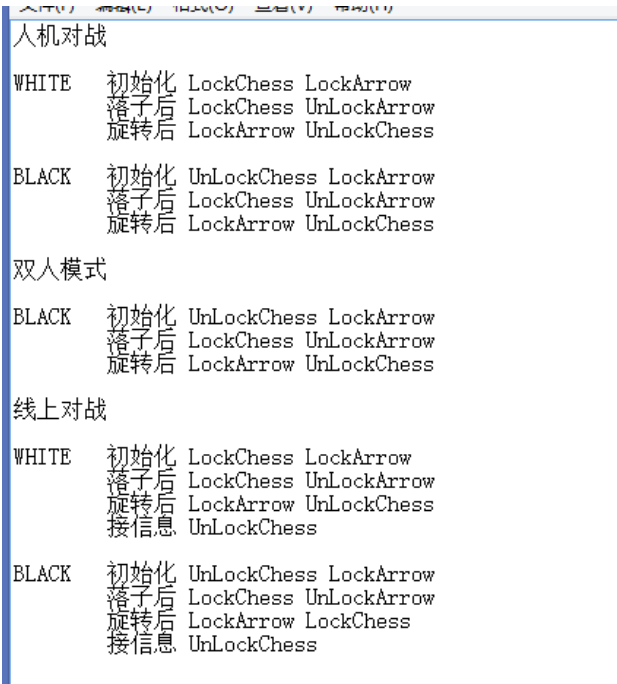 人机对战
WHITE 初始化 LockChess LockArrow
落子后 LockChess UnLockArrow
旋转后 LockArrow UnLockChess
BLACK 初始化 UnLockChess LockArrow
落子后 LockChess UnLockArrow
旋转后 LockArrow UnLockChess
双人模式
BLACK 初始化 UnLockChess LockArrow
落子后 LockChess UnLockArrow
旋转后 LockArrow UnLockChess
线上对战
WHITE 初始化 LockChess LockArrow
落子后 LockChess UnLockArrow
旋转后 LockArrow UnLockChess
接信息 UnLockChess
BLACK 初始化 UnLockChess LockArrow
落子后 LockChess UnLockArrow
旋转后 LockArrow LockChess
接信息 UnLockChess